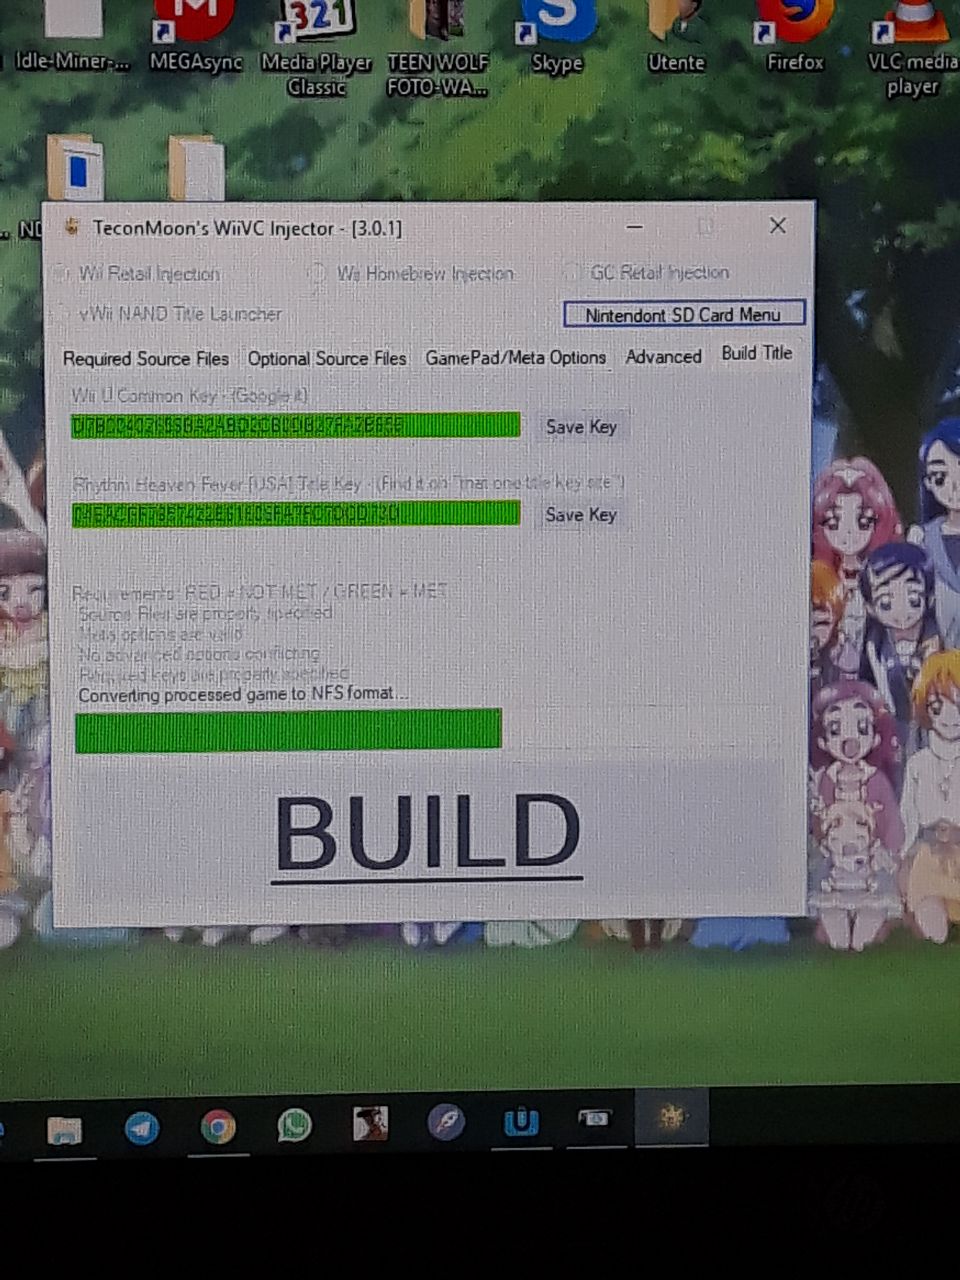 Idle-Miner-...
MEGAsync
321
Media Player
Classic
TEEN WOLF
FOTO-WA...
Skype
Utente
Firefox
VLC media
player
TeconMoon's WiiVC Injector - [3.0.1]
Wii Retail Injection
Wii Homebrew Injection
GC Retail Injection
vWii NAND Title Launcher
Nintendont SD Card Menu
Required Source Files
Optional Source Files
GamePad/Meta Options
Advanced
Build Title
Wii U Common Key - (Google it)
Save Key
Rhythm Heaven Fever [USA] Title Key - (Find it on "that one title key site")
Save Key
Requirements: RED = NOT MET / GREEN = MET
Source Files are properly specified
Meta options are valid
No advanced options conflicting
Required keys are properly specified
Converting processed game to NFS format...
BUILD